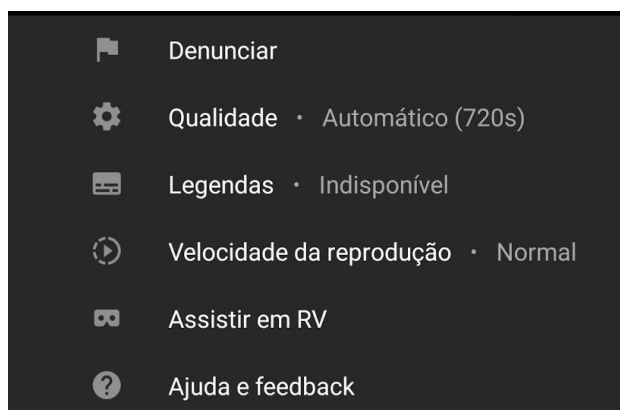 Denunciar
Qualidade • Automático (720s)
Legendas • Indisponível
Velocidade da reprodução • Normal
Assistir em RV
Ajuda e feedback